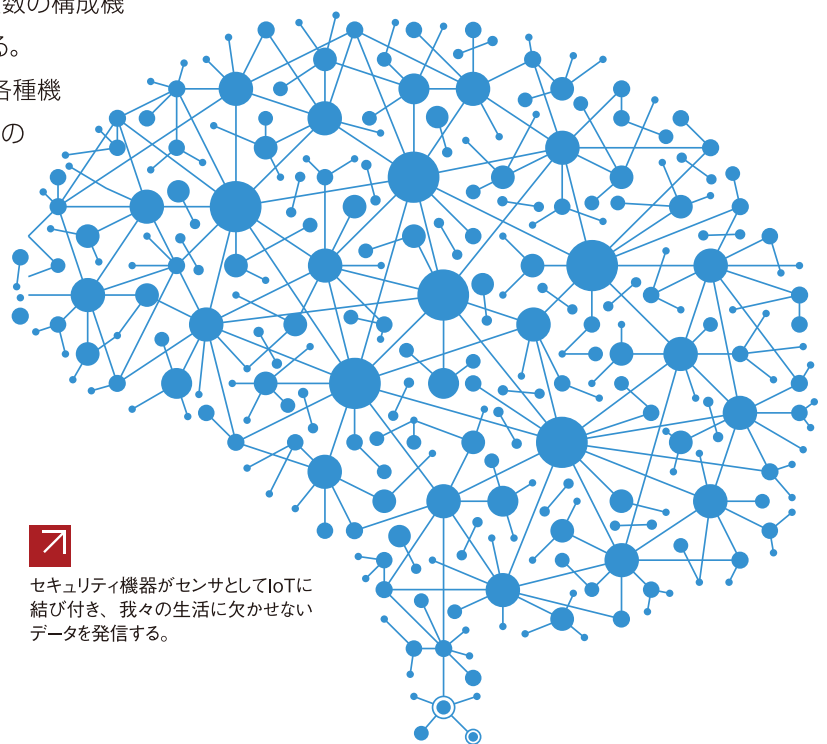 数の構成機
る。
各種機
の
セキュリティ機器がセンサとしてIoTに
結び付き、我々の生活に欠かせない
データを発信する。